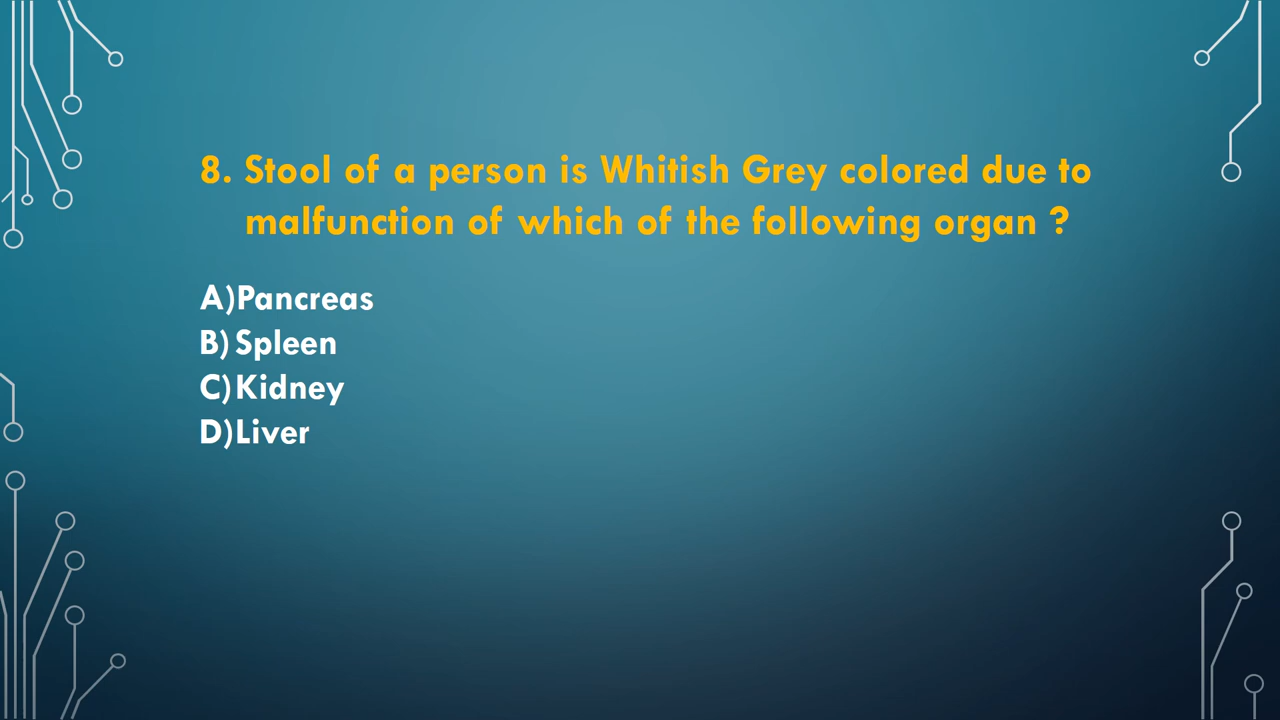 8. Stool of a person is Whitish Grey colored due to
malfunction of which of the following organ ?
A)Pancreas
B) Spleen
C)Kidney
D)Liver